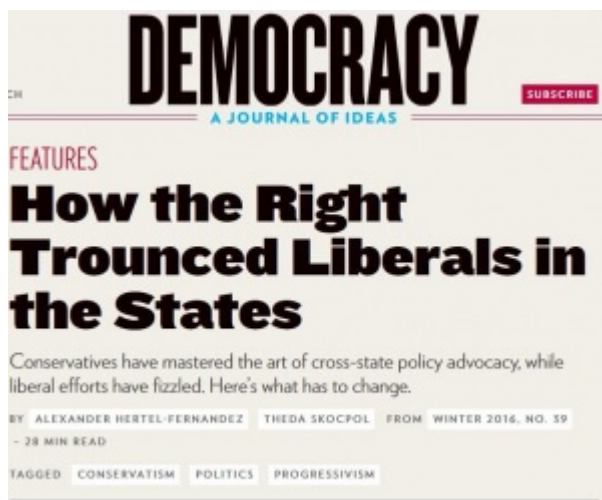 DEMOCRACY
CH
SUBSCRIBE
A JOURNAL OF IDEAS
FEATURES
How the Right
Trounced Liberals in
the States
Conservatives have mastered the art of cross-state policy advocacy, while
liberal efforts have fizzled. Here's what has to change.
BY ALEXANDER HERTEL-FERNANDEZ THEDA SKOCPOL FROM WINTER 2016, NO. 39
- 28 MIN READ
TAGGED CONSERVATISM POLITICS PROGRESSIVISM